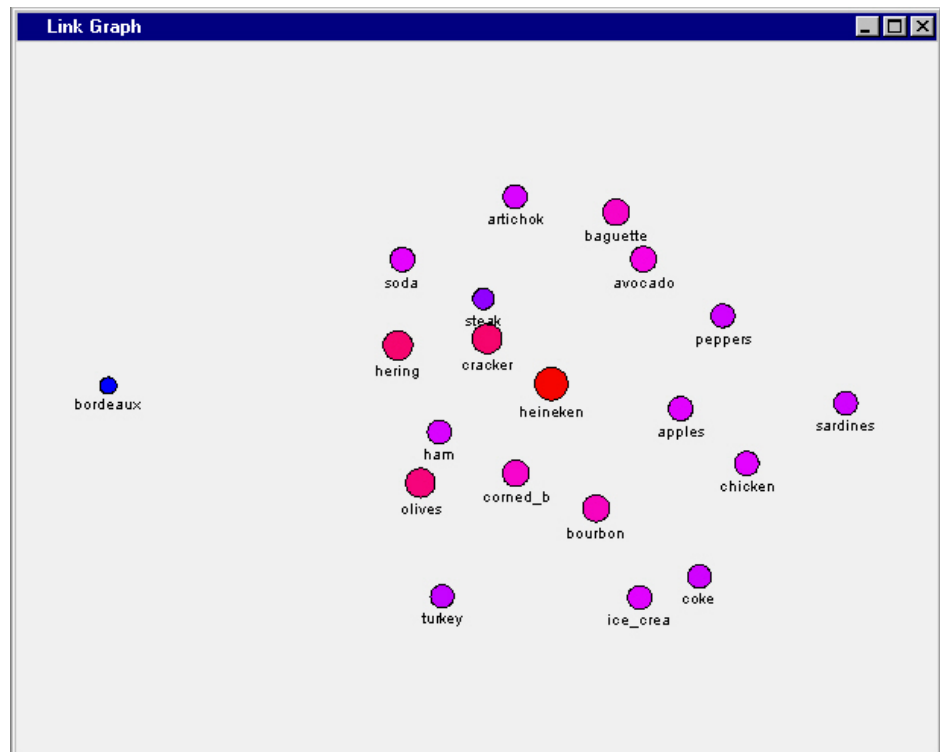 Link Graph
artichok
baguette
soda
avocado
steak
peppers
hering
cracker
heineken
bordeaux
apples
sardines
ham
chicken
olives
corned_b
bourbon
coke
turkey
ice_crea